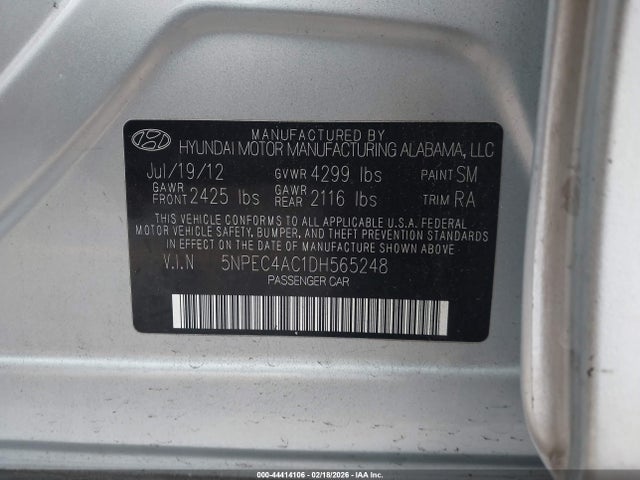 MANUFACTURED BY
HYUNDAI MOTOR MANUFACTURING ALABAMA, LLC
Jul/19/12 GVWR 4299 lbs PAINT SM
GAWR FRONT 2425 lbs GAWR REAR 2116 lbs TRIM RA
THIS VEHICLE CONFORMS TO ALL APPLICABLE U.S.A. FEDERAL
MOTOR VEHICLE SAFETY, BUMPER, AND THEFT PREVENTION STANDARDS
IN EFFECT ON THE DATE OF MANUFACTURE SHOWN ABOVE
V.I.N 5NPEC4AC1DH565248
PASSENGER CAR
000-44414106 - 02/18/2026 - IAAI.com